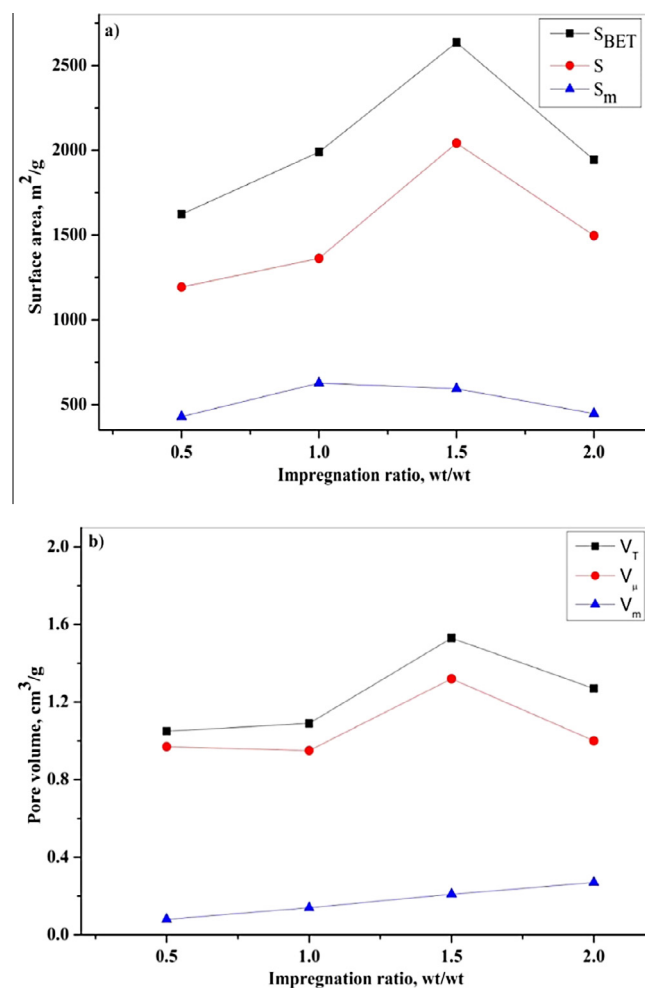 a)
S_BET
S
S_m
2500
2000
1500
1000
500
Surface area, m²/g
0.5 1.0 1.5 2.0
Impregnation ratio, wt/wt
b)
V_T
V_μ
V_m
2.0
1.6
1.2
0.8
0.4
0.0
Pore volume, cm³/g
0.5 1.0 1.5 2.0
Impregnation ratio, wt/wt